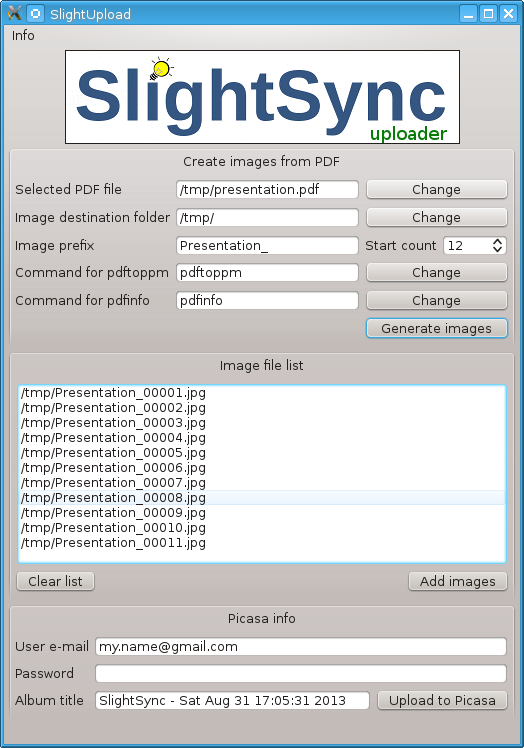 SlightUpload
Info
SlightSync
uploader
Create images from PDF
Selected PDF file /tmp/presentation.pdf Change
Image destination folder /tmp/ Change
Image prefix Presentation_ Start count 12
Command for pdftoppm pdftoppm Change
Command for pdfinfo pdfinfo Change
Generate images
Image file list
/tmp/Presentation_00001.jpg
/tmp/Presentation_00002.jpg
/tmp/Presentation_00003.jpg
/tmp/Presentation_00004.jpg
/tmp/Presentation_00005.jpg
/tmp/Presentation_00006.jpg
/tmp/Presentation_00007.jpg
/tmp/Presentation_00008.jpg
/tmp/Presentation_00009.jpg
/tmp/Presentation_00010.jpg
/tmp/Presentation_00011.jpg
Clear list Add images
Picasa info
User e-mail my.name@gmail.com
Password
Album title SlightSync - Sat Aug 31 17:05:31 2013 Upload to Picasa